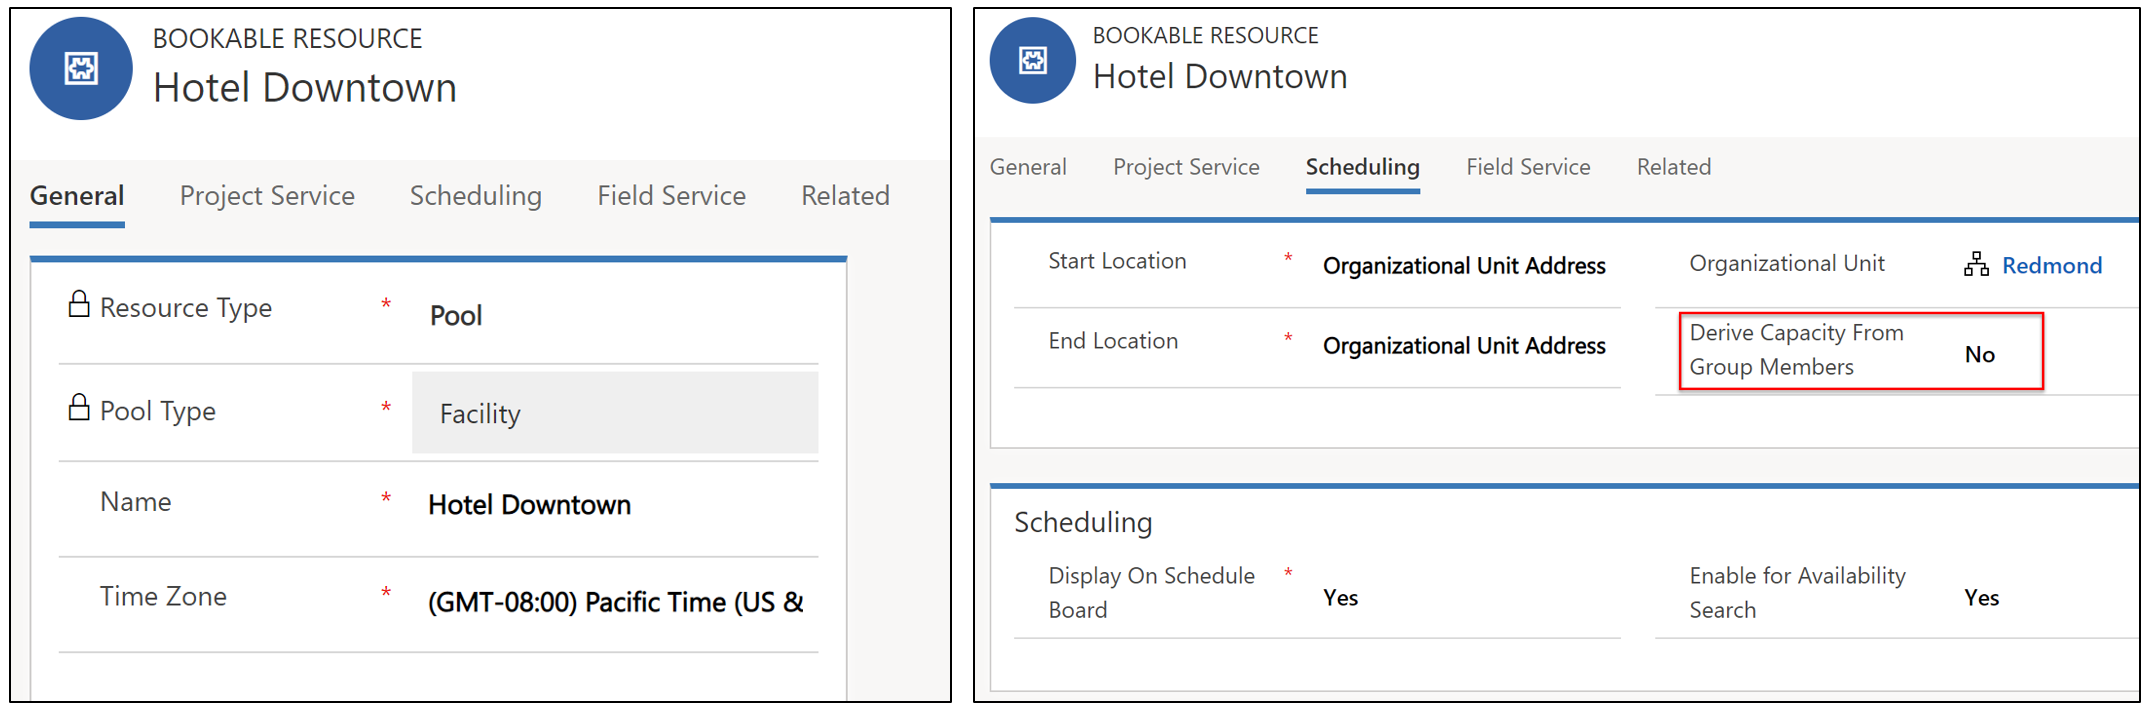 BOOKABLE RESOURCE
Hotel Downtown
General Project Service Scheduling Field Service Related
Resource Type * Pool
Pool Type * Facility
Name * Hotel Downtown
Time Zone * (GMT-08:00) Pacific Time (US &
BOOKABLE RESOURCE
Hotel Downtown
General Project Service Scheduling Field Service Related
Start Location * Organizational Unit Address Organizational Unit Redmond
End Location * Organizational Unit Address Derive Capacity From
Group Members No
Scheduling
Display On Schedule * Yes Enable for Availability Yes
Board Search